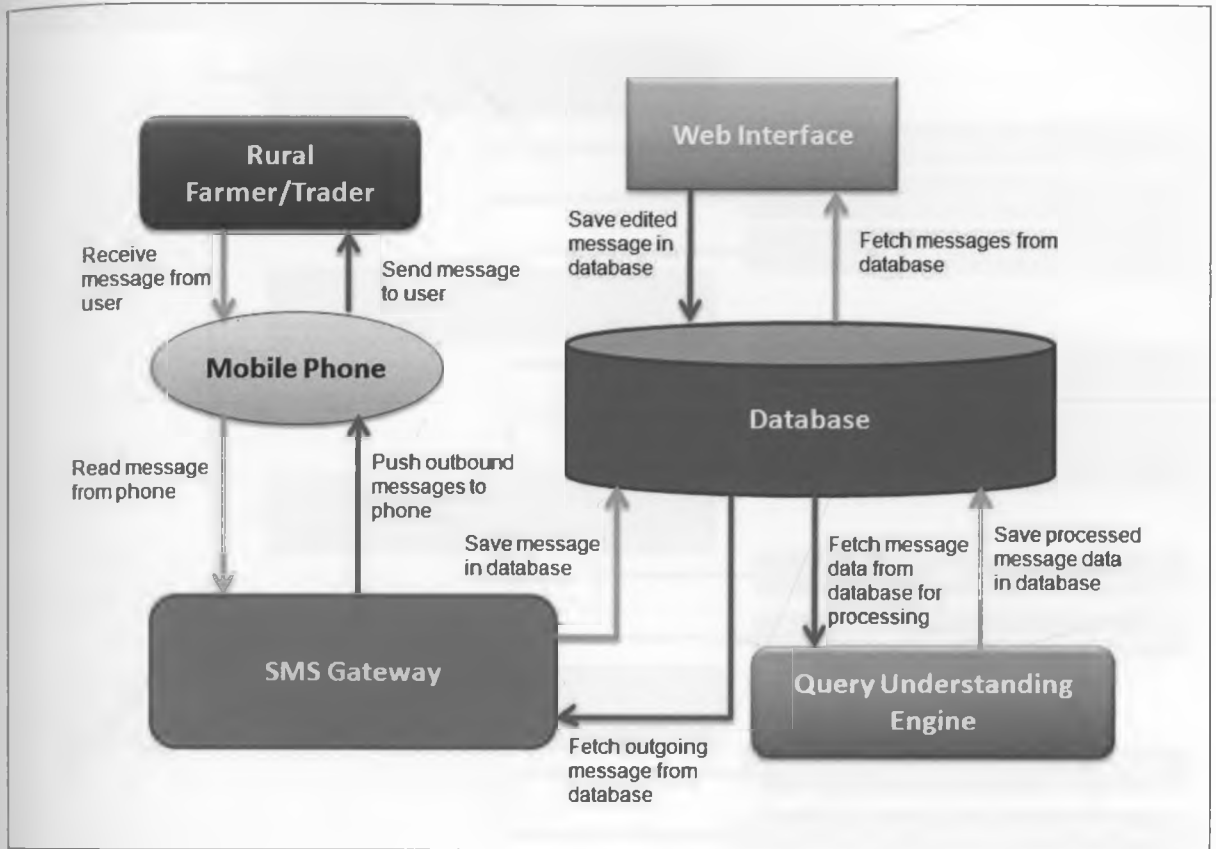 Rural
Farmer/Trader
Web Interface
Receive
message from
user
Send message
to user
Save edited
message in
database
Fetch messages from
database
Mobile Phone
Database
Read message
from phone
Push outbound
messages to
phone
Save message
in database
Fetch message
data from
database for
processing
Save processed
message data
in database
SMS Gateway
Query Understanding
Engine
Fetch outgoing
message from
database